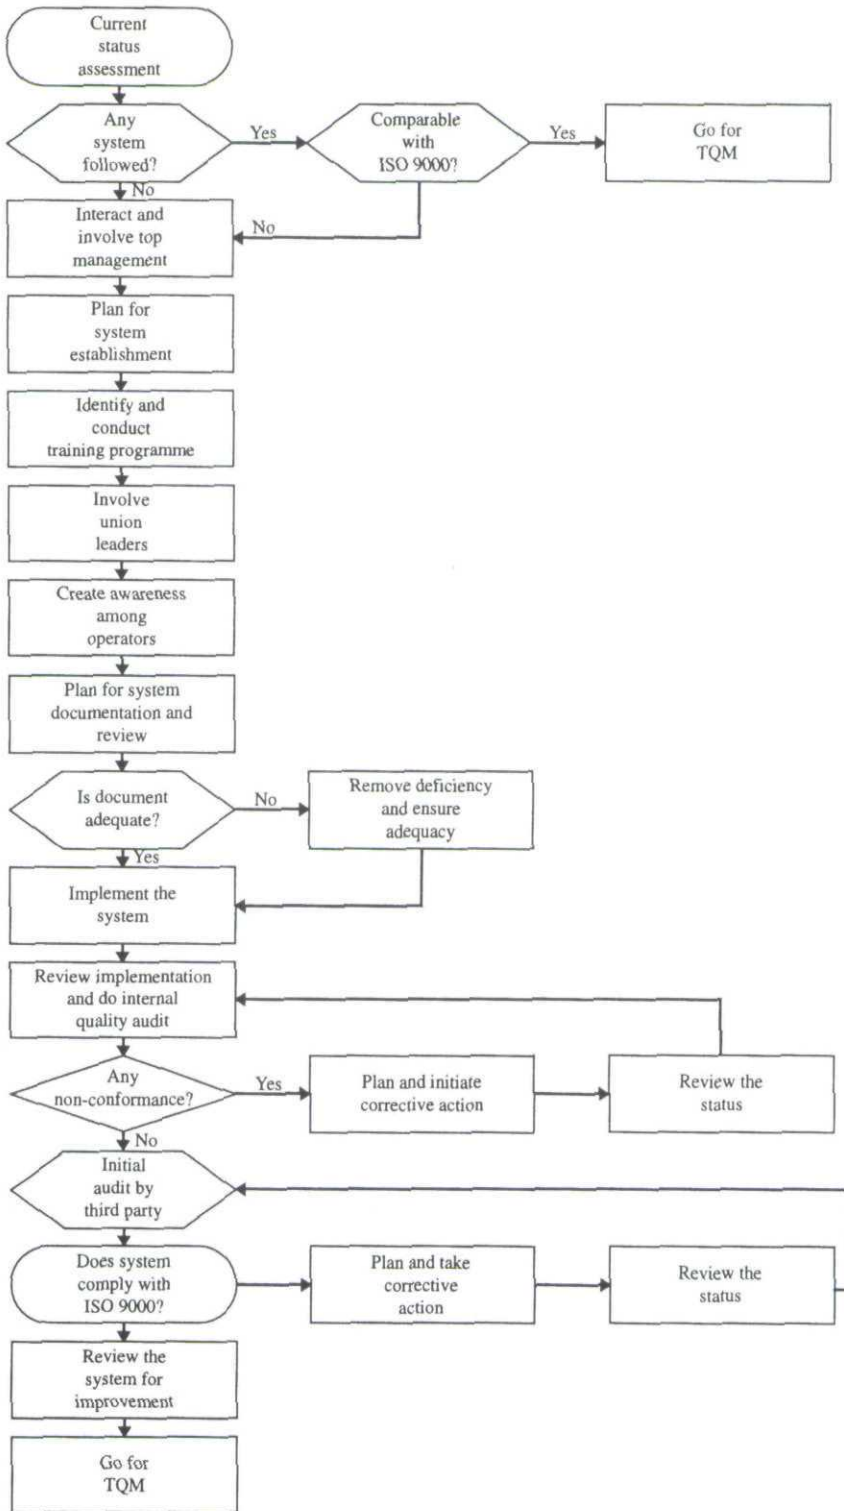 Current
status
assessment
Any
system
followed?
Yes
Comparable
with
ISO 9000?
Yes
Go for
TQM
No
No
Interact and
involve top
management
Plan for
system
establishment
Identify and
conduct
training programme
Involve
union
leaders
Create awareness
among
operators
Plan for system
documentation and
review
Is document
adequate?
No
Remove deficiency
and ensure
adequacy
Yes
Implement the
system
Review implementation
and do internal
quality audit
Any
non-conformance?
Yes
Plan and initiate
corrective action
Review the
status
No
Initial
audit by
third party
Does system
comply with
ISO 9000?
Plan and take
corrective
action
Review the
status
Review the
system for
improvement
Go for
TQM